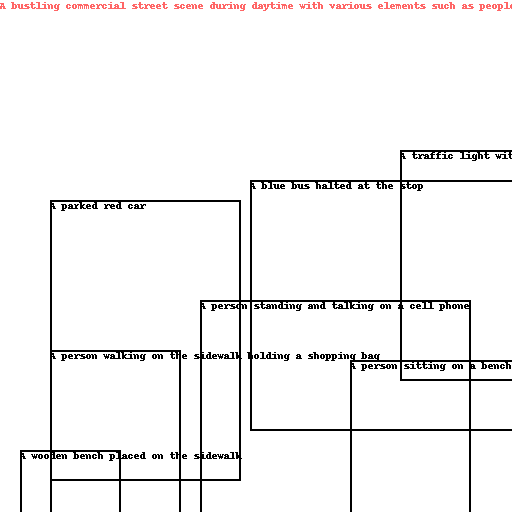 A bustling commercial street scene during daytime with various elements such as people
A traffic light wit
A blue bus halted at the stop
A parked red car
A person standing and talking on a cell phone
A person walking on the sidewalk holding a shopping bag
A person sitting on a bench
A wooden bench placed on the sidewalk